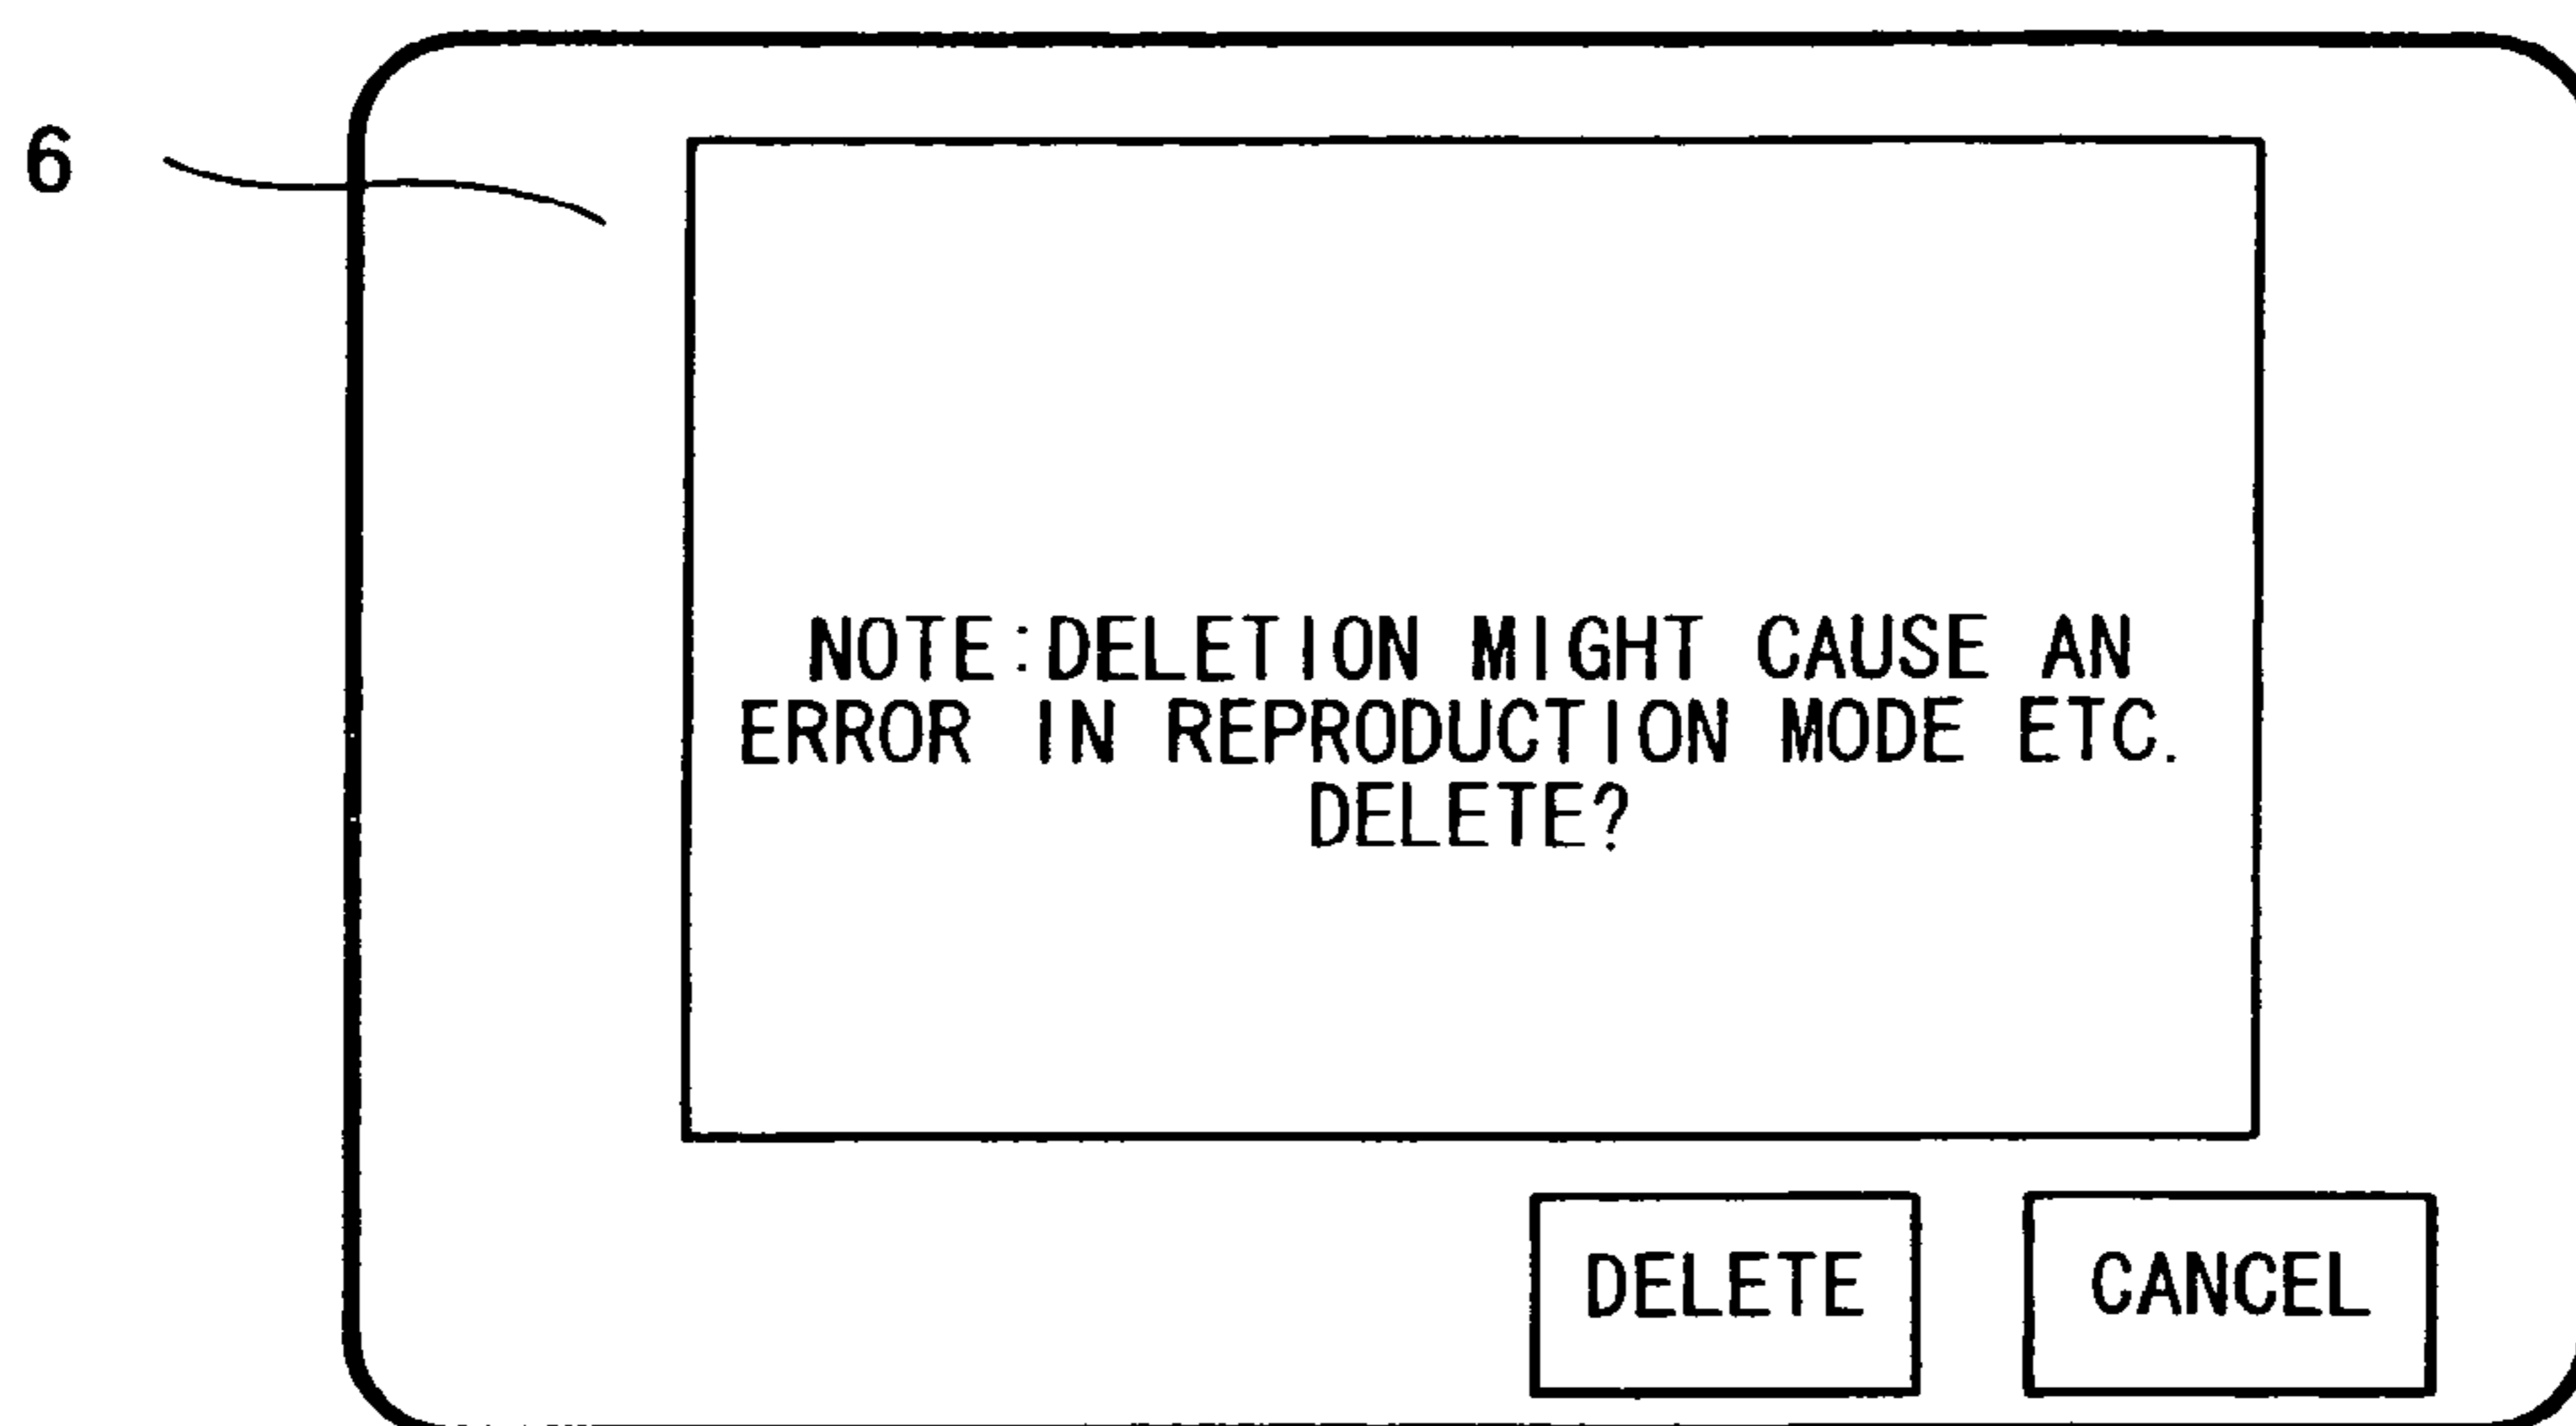 6
NOTE:DELETION MIGHT CAUSE AN
ERROR IN REPRODUCTION MODE ETC.
DELETE?
DELETE CANCEL